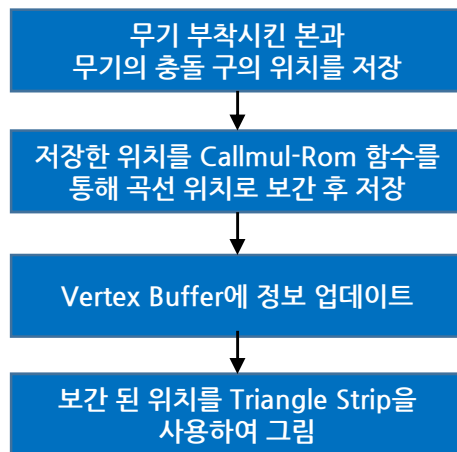 무기 부착시킨 본과
무기의 충돌 구의 위치를 저장
저장한 위치를 Callmul-Rom 함수를
통해 곡선 위치로 보간 후 저장
Vertex Buffer에 정보 업데이트
보간 된 위치를 Triangle Strip을
사용하여 그림